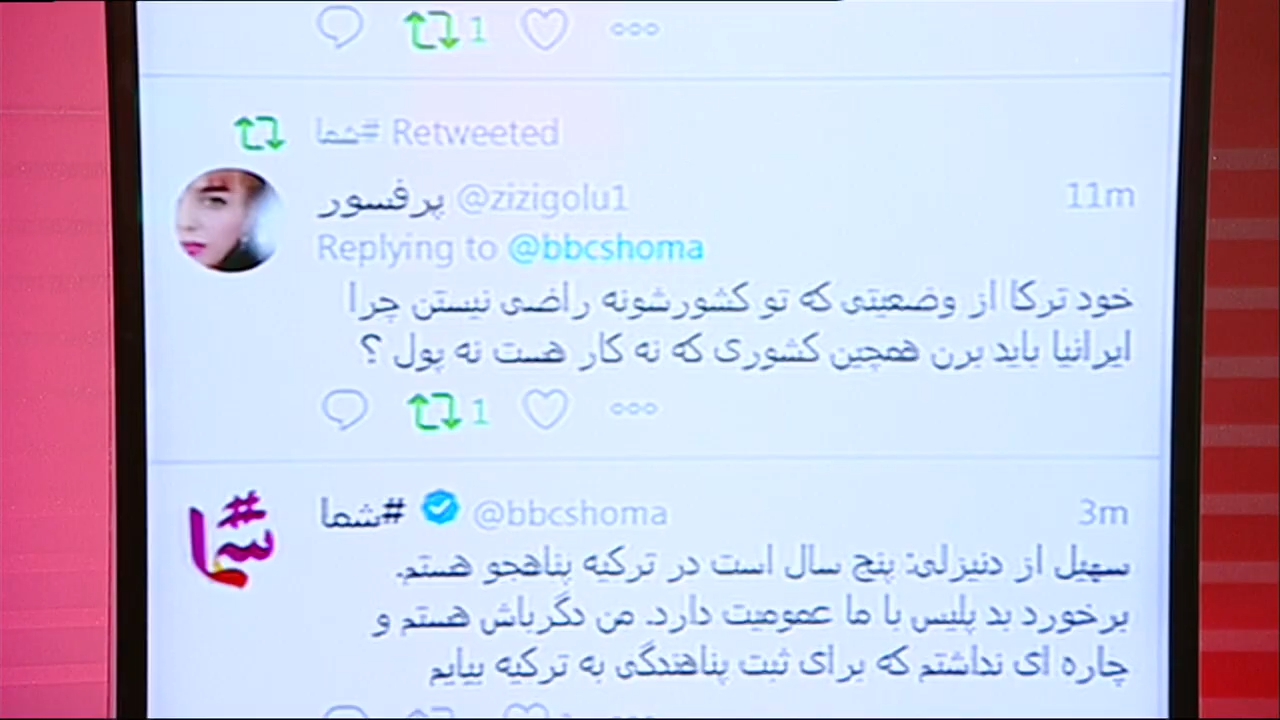 1
#شما Retweeted
پرفسور @zizigolu1 11m
Replying to @bbcshoma
خود ترکا از وضعیتی که تو کشورشونه راضی نیستن چرا
ایرانیا باید برن همچین کشوری که نه کار هست نه پول ؟
1
#شما
#شما @bbcshoma 3m
سهیل از دنیزلی: پنج سال است در ترکیه پناهجو هستم.
برخورد بد پلیس با ما عمومیت دارد. من دگرباش هستم و
چاره ای نداشتم که برای ثبت پناهندگی به ترکیه بیایم